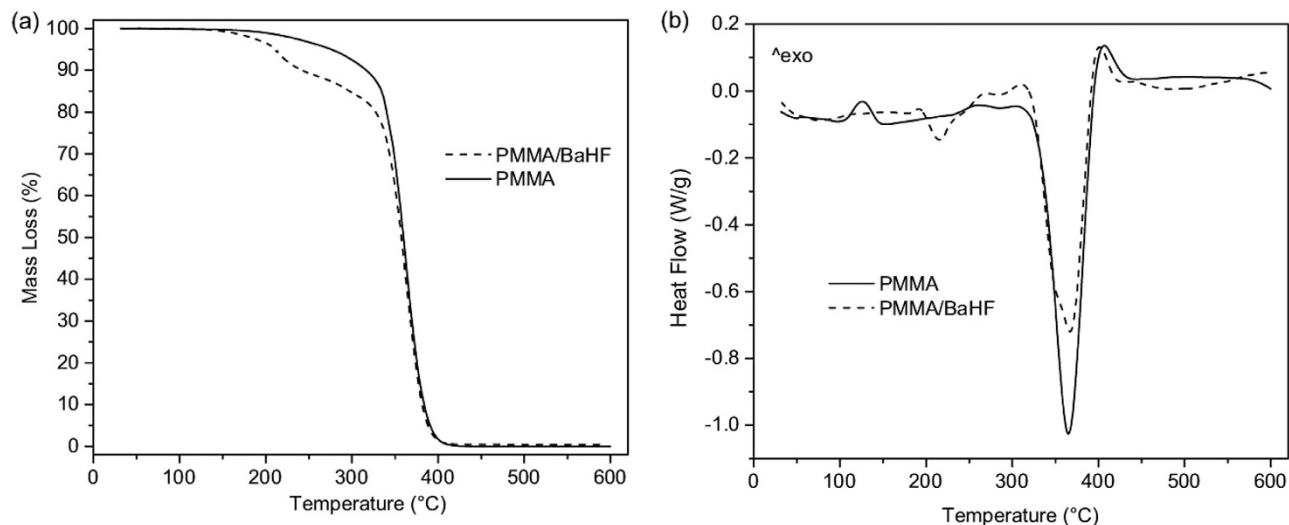 (a)
100
90
80
70
60
50
40
30
20
10
0
Mass Loss (%)
PMMA/BaHF
PMMA
0 100 200 300 400 500 600
Temperature (°C)
(b)
^exo
0.2
0.0
-0.2
-0.4
-0.6
-0.8
-1.0
Heat Flow (W/g)
PMMA
PMMA/BaHF
0 100 200 300 400 500 600
Temperature (°C)